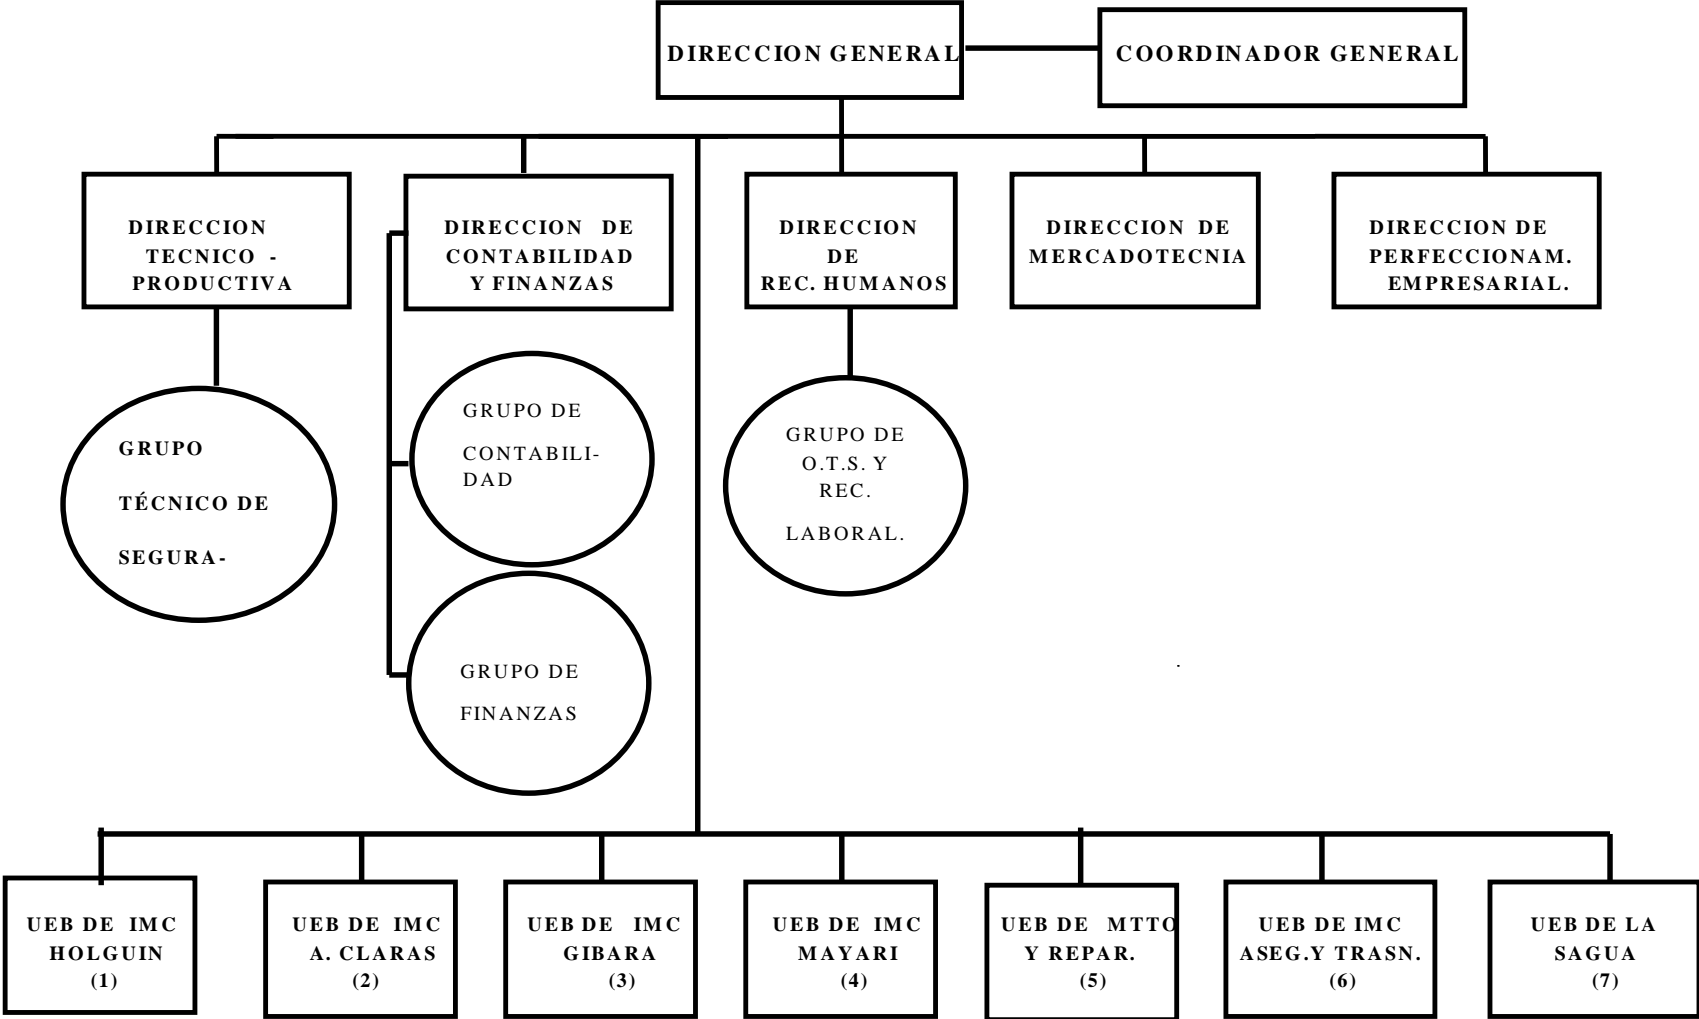 DIRECCION GENERAL
COORDINADOR GENERAL
DIRECCION
TECNICO -
PRODUCTIVA
DIRECCION DE
CONTABILIDAD
Y FINANZAS
DIRECCION
DE
REC. HUMANOS
DIRECCION DE
MERCADOTECNIA
DIRECCION DE
PERFECCIONAM.
EMPRESARIAL.
GRUPO
TÉCNICO DE
SEGURA-
GRUPO DE
CONTABILI-
DAD
GRUPO DE
FINANZAS
GRUPO DE
O.T.S. Y
REC.
LABORAL.
.
UEB DE IMC
HOLGUIN
(1)
UEB DE IMC
A. CLARAS
(2)
UEB DE IMC
GIBARA
(3)
UEB DE IMC
MAYARI
(4)
UEB DE MTTO
Y REPAR.
(5)
UEB DE IMC
ASEG.Y TRASN.
(6)
UEB DE LA
SAGUA
(7)